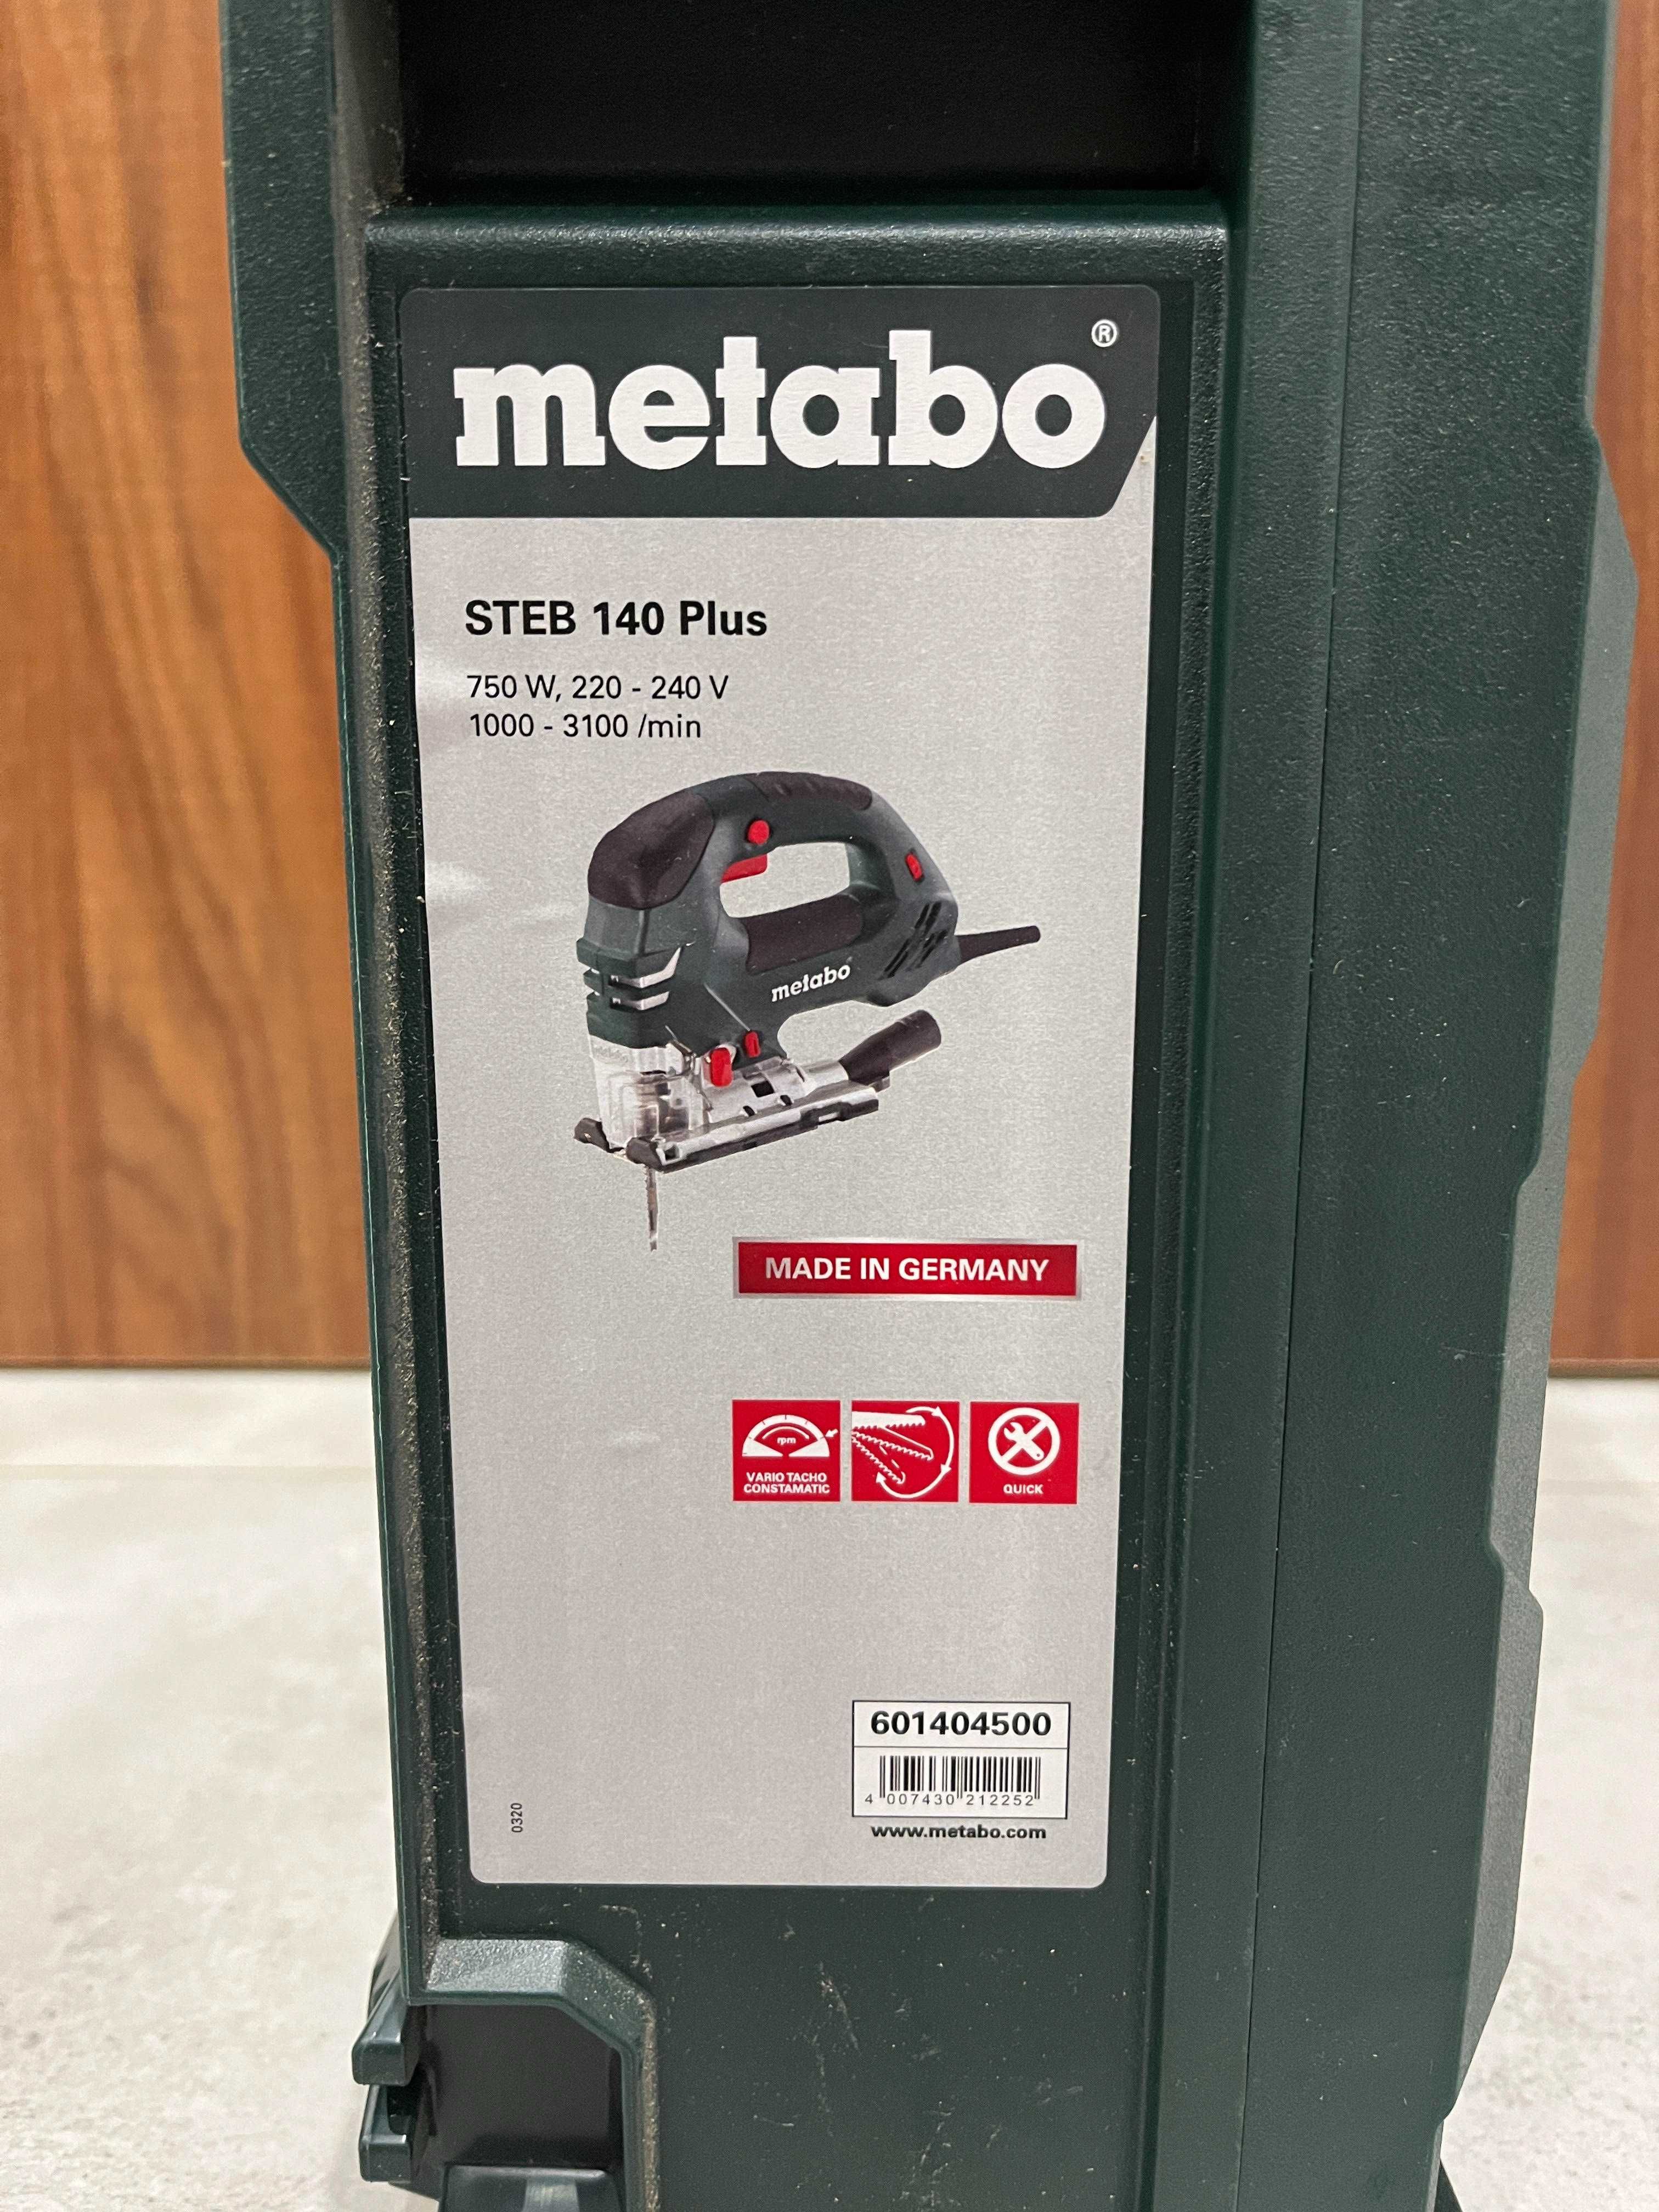 metabo®
STEB 140 Plus
750 W, 220 - 240 V
1000 - 3100 /min
metabo
MADE IN GERMANY
rpm
VARIO TACHO
CONSTAMATIC
QUICK
601404500
4 007430 212252
www.metabo.com
0320